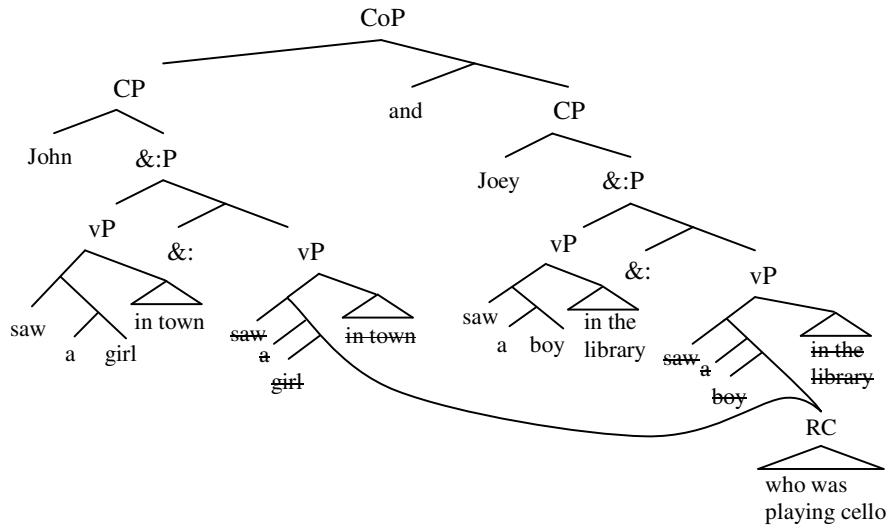 CoP
CP
and
CP
John
&:P
Joey
&:P
vP
&:
vP
vP
&:
vP
saw
a
girl
in town
saw
a
girl
in town
saw
a
boy
in the
library
saw
a
boy
in the
library
RC
who was
playing cello